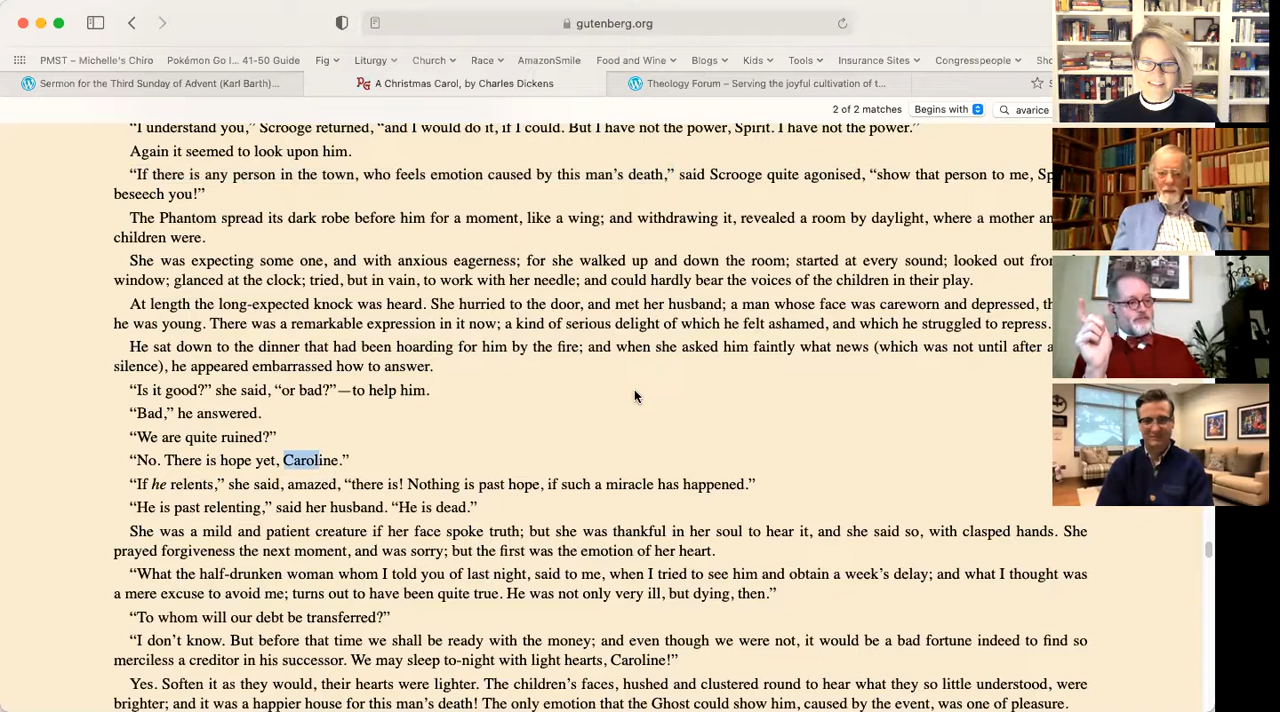 gutenberg.org
PMST – Michelle's Chiro Pokémon Go I... 41-50 Guide Fig Liturgy Church Race AmazonSmile Food and Wine Blogs Kids Tools Insurance Sites Congresspeople Sho
Sermon for the Third Sunday of Advent (Karl Barth)... A Christmas Carol, by Charles Dickens Theology Forum – Serving the joyful cultivation of t...
2 of 2 matches Begins with avarice
“I understand you,” Scrooge returned, “and I would do it, if I could. But I have not the power, Spirit. I have not the power.”
Again it seemed to look upon him.
“If there is any person in the town, who feels emotion caused by this man’s death,” said Scrooge quite agonised, “show that person to me, Sp
beseech you!”
The Phantom spread its dark robe before him for a moment, like a wing; and withdrawing it, revealed a room by daylight, where a mother an
children were.
She was expecting some one, and with anxious eagerness; for she walked up and down the room; started at every sound; looked out from
window; glanced at the clock; tried, but in vain, to work with her needle; and could hardly bear the voices of the children in their play.
At length the long-expected knock was heard. She hurried to the door, and met her husband; a man whose face was careworn and depressed, th
he was young. There was a remarkable expression in it now; a kind of serious delight of which he felt ashamed, and which he struggled to repress.
He sat down to the dinner that had been hoarding for him by the fire; and when she asked him faintly what news (which was not until after a
silence), he appeared embarrassed how to answer.
“Is it good?” she said, “or bad?”—to help him.
“Bad,” he answered.
“We are quite ruined?”
“No. There is hope yet, Caroline.”
“If he relents,” she said, amazed, “there is! Nothing is past hope, if such a miracle has happened.”
“He is past relenting,” said her husband. “He is dead.”
She was a mild and patient creature if her face spoke truth; but she was thankful in her soul to hear it, and she said so, with clasped hands. She
prayed forgiveness the next moment, and was sorry; but the first was the emotion of her heart.
“What the half-drunken woman whom I told you of last night, said to me, when I tried to see him and obtain a week’s delay; and what I thought was
a mere excuse to avoid me; turns out to have been quite true. He was not only very ill, but dying, then.”
“To whom will our debt be transferred?”
“I don’t know. But before that time we shall be ready with the money; and even though we were not, it would be a bad fortune indeed to find so
merciless a creditor in his successor. We may sleep to-night with light hearts, Caroline!”
Yes. Soften it as they would, their hearts were lighter. The children’s faces, hushed and clustered round to hear what they so little understood, were
brighter; and it was a happier house for this man’s death! The only emotion that the Ghost could show him, caused by the event, was one of pleasure.